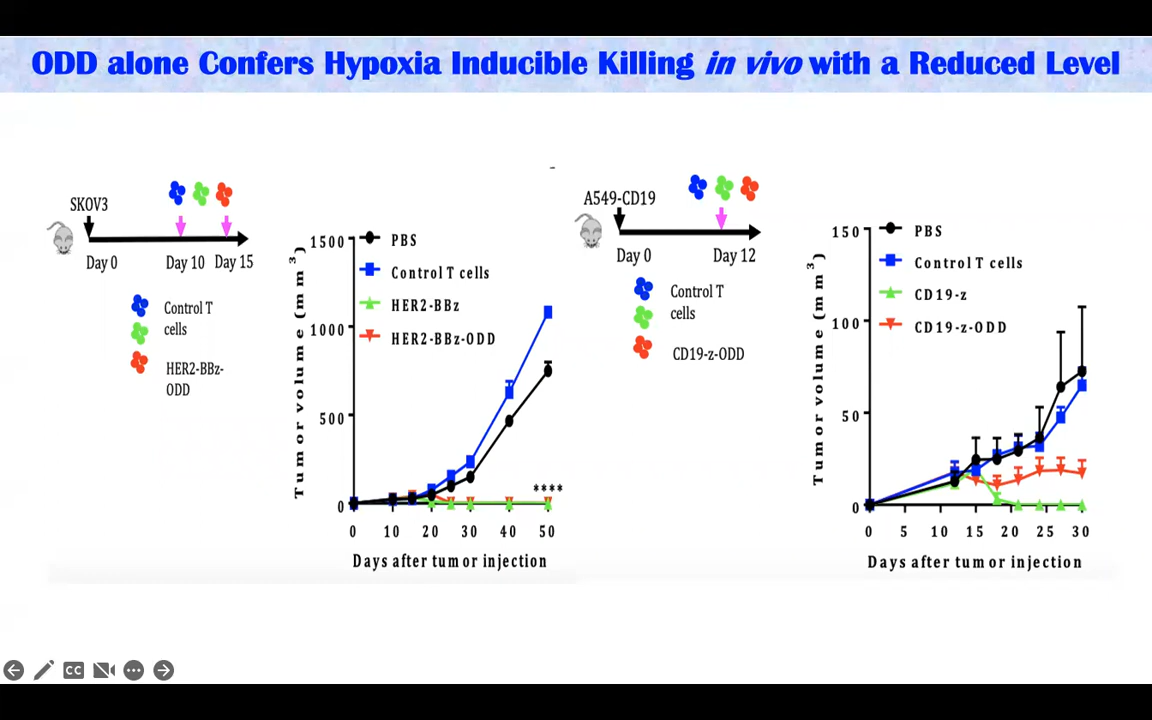 ODD alone Confers Hypoxia Inducible Killing in vivo with a Reduced Level
SKOV3
Day 0
Day 10
Day 15
Control T
cells
HER2-BBz-
ODD
Tumor volume (mm³)
1500
1000
500
0
PBS
Control T cells
HER2-BBz
HER2-BBz-ODD
****
0 10 20 30 40 50
Days after tumor injection
A549-CD19
Day 0
Day 12
Control T
cells
CD19-z-ODD
Tumor volume (mm³)
150
100
50
0
PBS
Control T cells
CD19-z
CD19-z-ODD
0 5 10 15 20 25 30
Days after tumor injection
CC